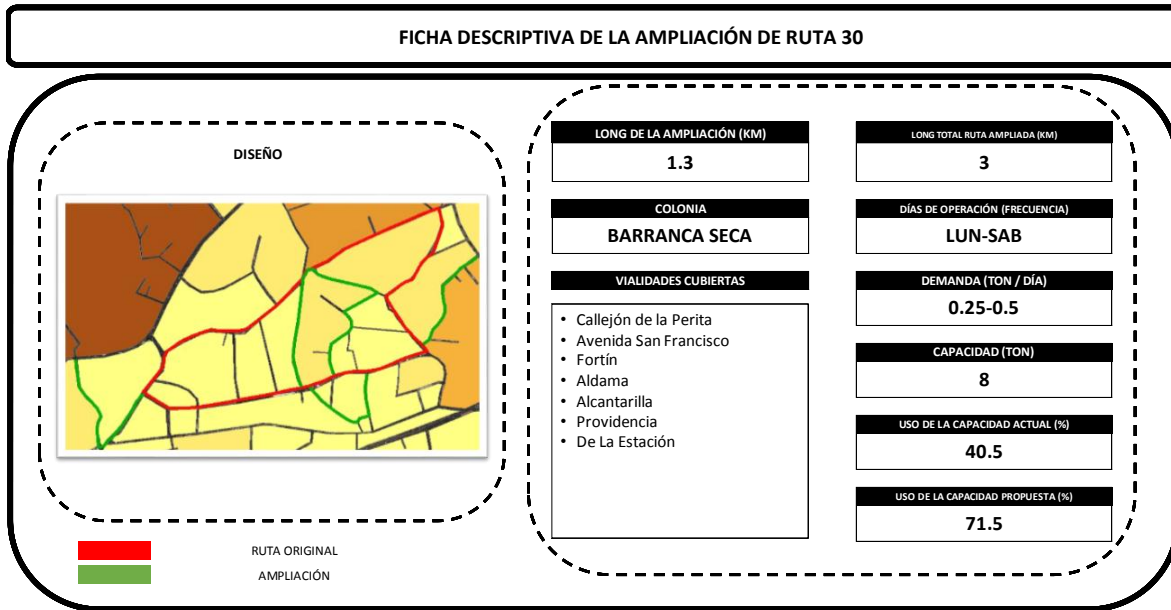 FICHA DESCRIPTIVA DE LA AMPLIACIÓN DE RUTA 30
DISEÑO
RUTA ORIGINAL
AMPLIACIÓN
LONG DE LA AMPLIACIÓN (KM)
1.3
COLONIA
BARRANCA SECA
VIALIDADES CUBIERTAS
• Callejón de la Perita
• Avenida San Francisco
• Fortín
• Aldama
• Alcantarilla
• Providencia
• De La Estación
LONG TOTAL RUTA AMPLIADA (KM)
3
DÍAS DE OPERACIÓN (FRECUENCIA)
LUN-SAB
DEMANDA (TON / DÍA)
0.25-0.5
CAPACIDAD (TON)
8
USO DE LA CAPACIDAD ACTUAL (%)
40.5
USO DE LA CAPACIDAD PROPUESTA (%)
71.5